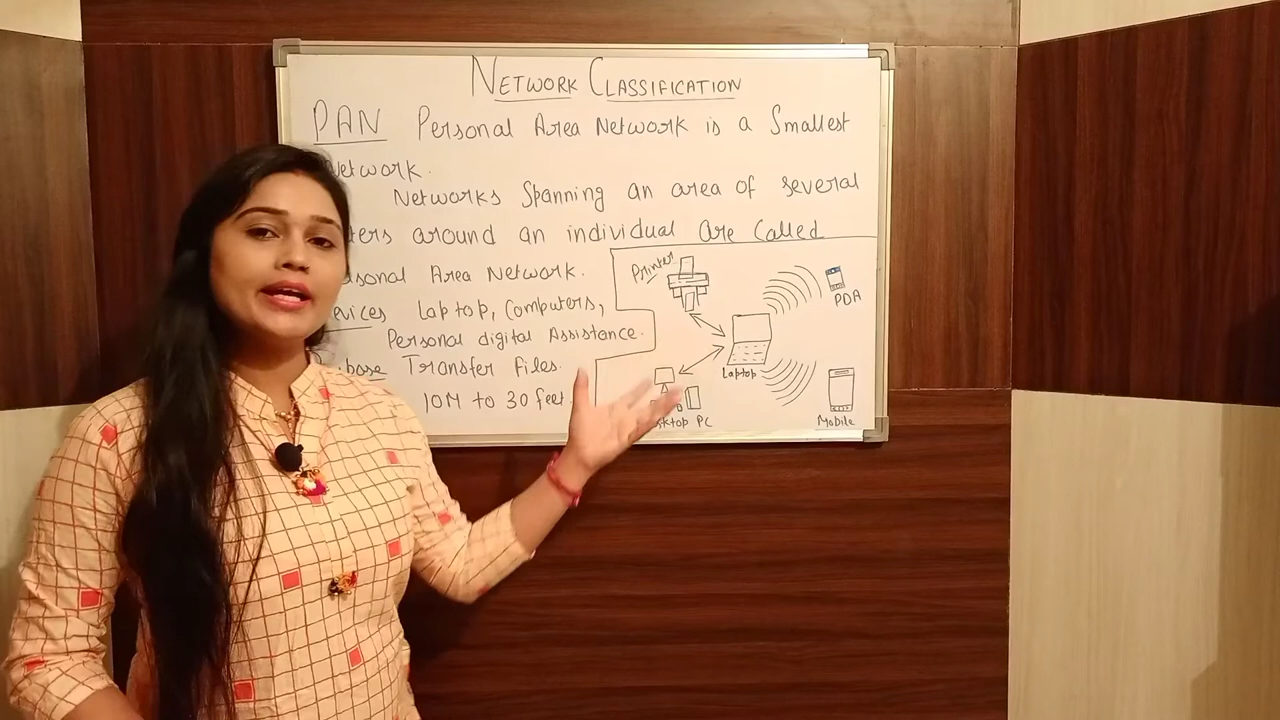 NETWORK CLASSIFICATION
PAN Personal Area Network is a Smallest
Network.
Networks Spanning an area of several
around an individual are called
Area Network.
Laptop, Computers,
Personal digital Assistance.
Transfer Files.
10M to 30 feet.
Printer
PDA
Laptop
PC
Mobile